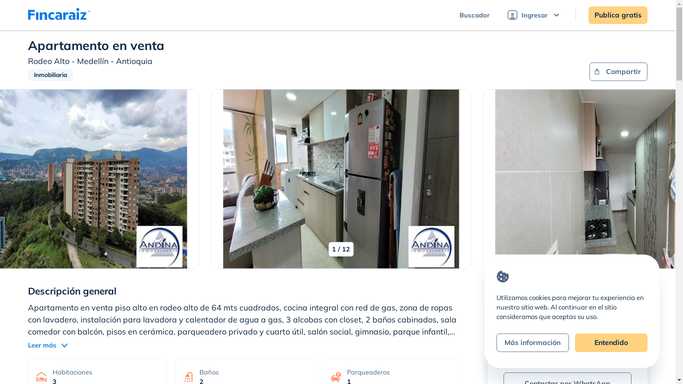 Fincaraiz
Buscador
Ingresar
Publica gratis
Apartamento en venta
Rodeo Alto - Medellín - Antioquia
Inmobiliaria
Compartir
ANDINA
1 / 12
ANDINA
Descripción general
Apartamento en venta piso alto en rodeo alto de 64 mts cuadrados, cocina integral con red de gas, zona de ropas
con lavadero, instalación para lavadora y calentador de agua a gas, 3 alcobas con closet, 2 baños cabinados, sala
comedor con balcón, pisos en cerámica, parqueadero privado y cuarto útil, salón social, gimnasio, parque infantil,...
Leer más
Habitaciones
3
Baños
2
Parqueaderos
1
Utilizamos cookies para mejorar tu experiencia en
nuestro sitio web. Al continuar en el sitio
consideramos que aceptas su uso.
Más información
Entendido
Contactar por WhatsApp